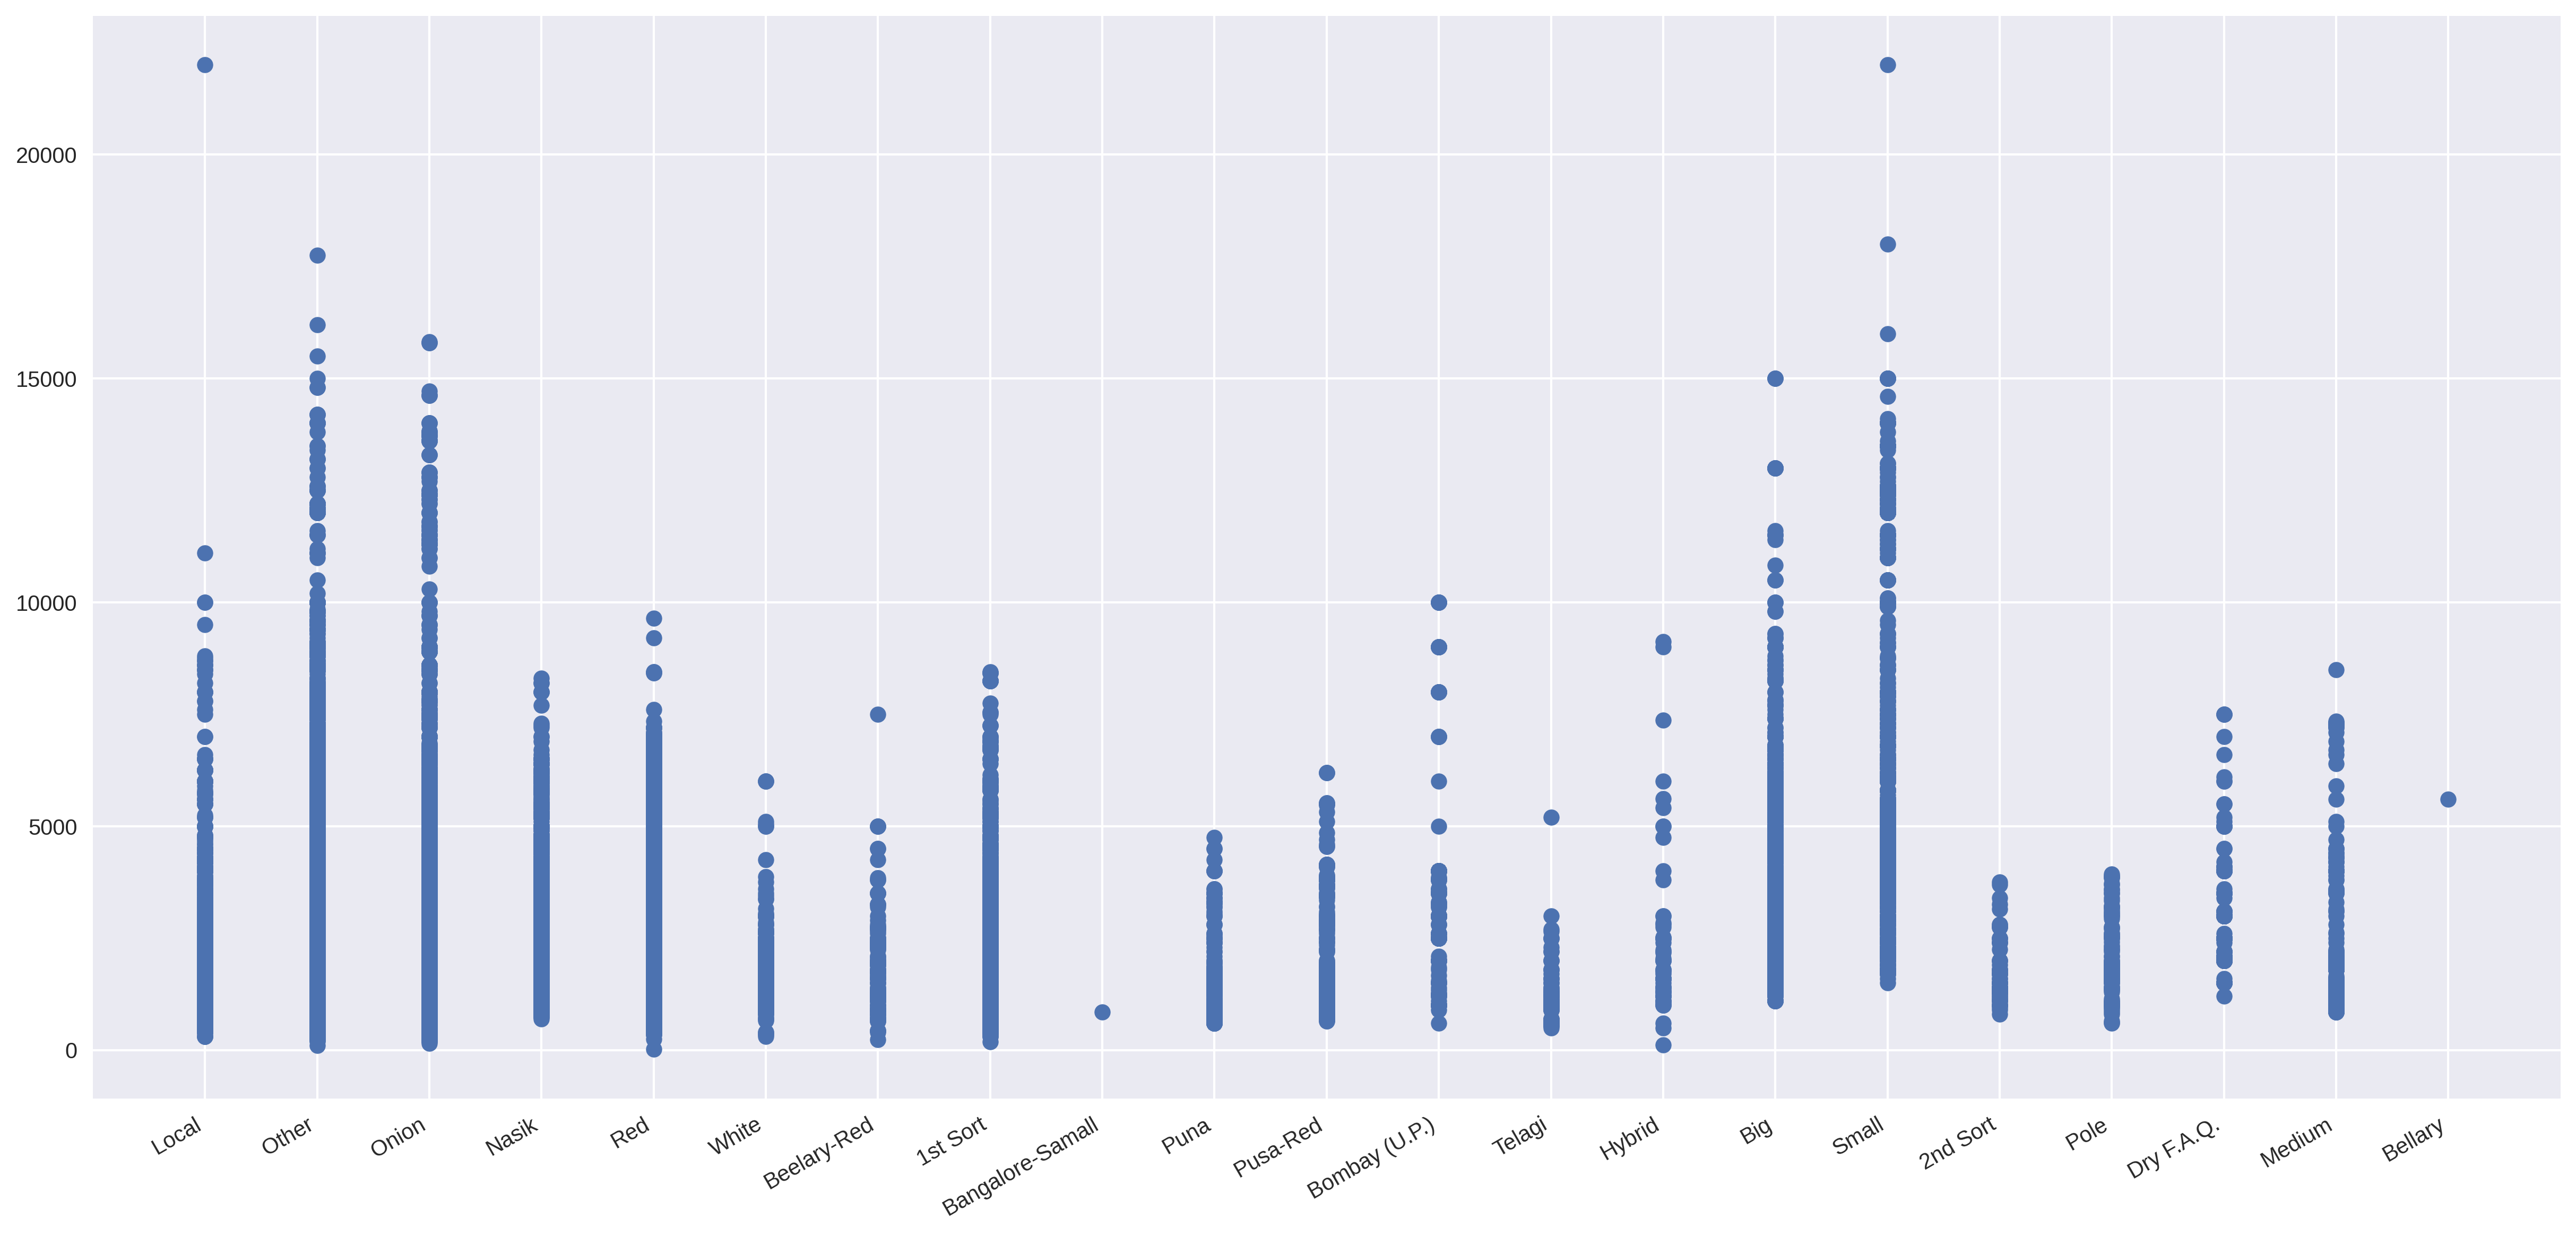 20000
15000
10000
5000
0
Local
Other
Onion
Nasik
Red
White
Beelary-Red
1st Sort
Bangalore-Samall
Puna
Pusa-Red
Bombay (U.P.)
Telagi
Hybrid
Big
Small
2nd Sort
Pole
Dry F.A.Q.
Medium
Bellary